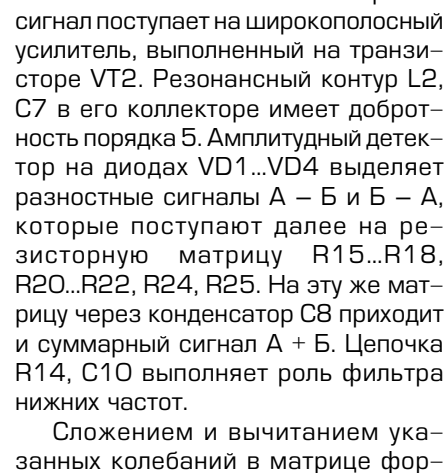 сигнал поступает на широкополосный
усилитель, выполненный на транзи–
сторе VT2. Резонансный контур L2,
C7 в его коллекторе имеет доброт–
ность порядка 5. Амплитудный детек–
тор на диодах VD1...VD4 выделяет
разностные сигналы А – Б и Б – А,
которые поступают далее на ре–
зисторную матрицу R15...R18,
R20...R22, R24, R25. На эту же мат–
рицу через конденсатор C8 приходит
и суммарный сигнал А + Б. Цепочка
R14, C10 выполняет роль фильтра
нижних частот.
Сложением и вычитанием ука–
занных колебаний в матрице фор–